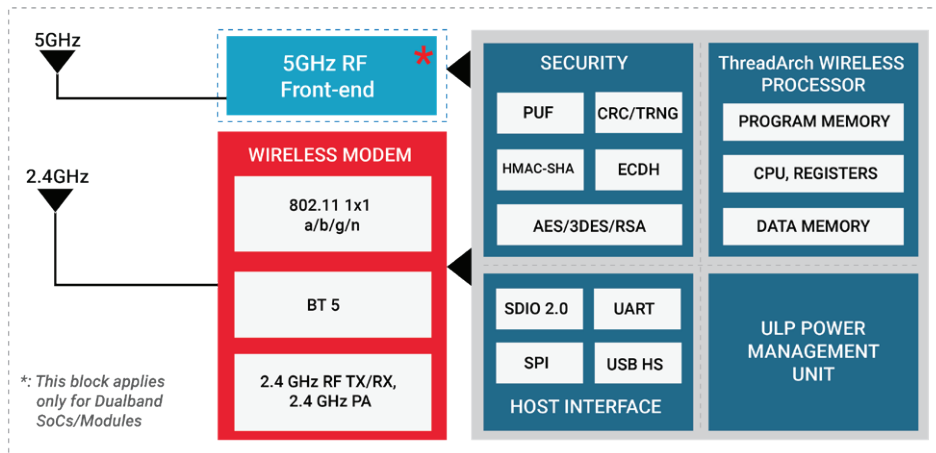 5GHz
5GHz RF
Front-end
*
2.4GHz
WIRELESS MODEM
802.11 1x1
a/b/g/n
BT 5
2.4 GHz RF TX/RX,
2.4 GHz PA
*: This block applies
only for Dualband
SoCs/Modules
SECURITY
PUF
CRC/TRNG
HMAC-SHA
ECDH
AES/3DES/RSA
ThreadArch WIRELESS
PROCESSOR
PROGRAM MEMORY
CPU, REGISTERS
DATA MEMORY
SDIO 2.0
UART
SPI
USB HS
HOST INTERFACE
ULP POWER
MANAGEMENT
UNIT